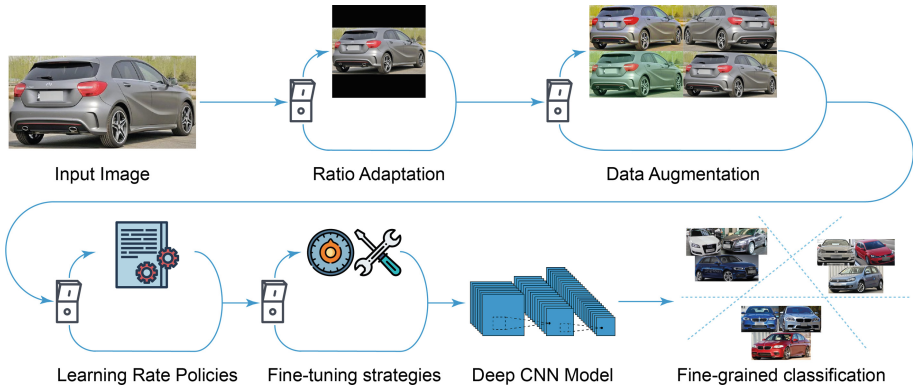 Input Image
Ratio Adaptation
Data Augmentation
Learning Rate Policies
Fine-tuning strategies
Deep CNN Model
Fine-grained classification